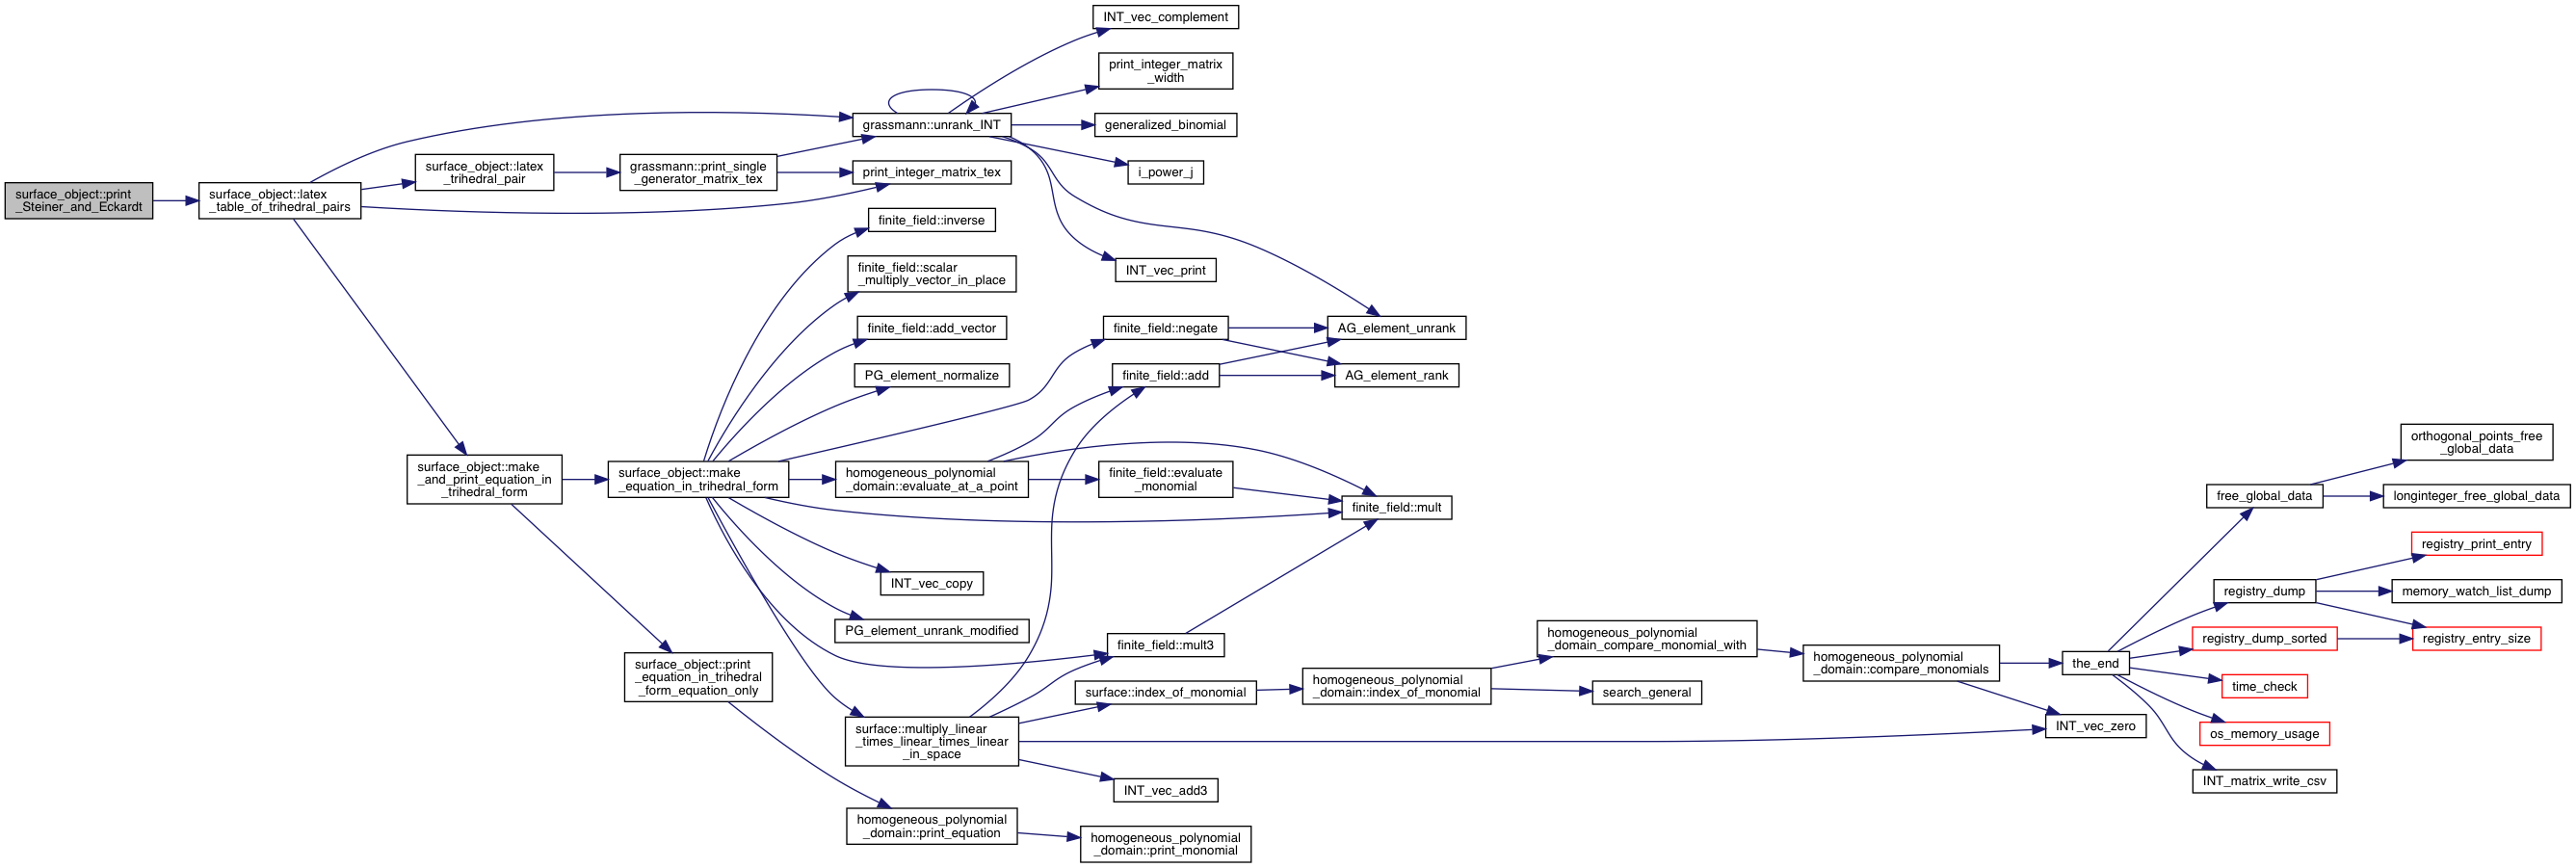 surface_object::print
_Steiner_and_Eckardt
surface_object::latex
_table_of_trihedral_pairs
surface_object::latex
_trihedral_pair
grassmann::print_single
_generator_matrix_tex
grassmann::unrank_INT
print_integer_matrix_tex
INT_vec_complement
print_integer_matrix
_width
generalized_binomial
i_power_j
INT_vec_print
AG_element_unrank
AG_element_rank
finite_field::inverse
finite_field::scalar
_multiply_vector_in_place
finite_field::add_vector
PG_element_normalize
finite_field::negate
finite_field::add
surface_object::make
_and_print_equation_in
_trihedral_form
surface_object::make
_equation_in_trihedral_form
homogeneous_polynomial
_domain::evaluate_at_a_point
finite_field::evaluate
_monomial
finite_field::mult
INT_vec_copy
PG_element_unrank_modified
finite_field::mult3
surface_object::print
_equation_in_trihedral
_form_equation_only
surface::multiply_linear
_times_linear_times_linear
_in_space
surface::index_of_monomial
homogeneous_polynomial
_domain::index_of_monomial
homogeneous_polynomial
_domain_compare_monomial_with
search_general
homogeneous_polynomial
_domain::compare_monomials
the_end
INT_vec_zero
INT_vec_add3
homogeneous_polynomial
_domain::print_equation
homogeneous_polynomial
_domain::print_monomial
free_global_data
orthogonal_points_free
_global_data
longinteger_free_global_data
registry_dump
registry_print_entry
memory_watch_list_dump
registry_dump_sorted
registry_entry_size
time_check
os_memory_usage
INT_matrix_write_csv